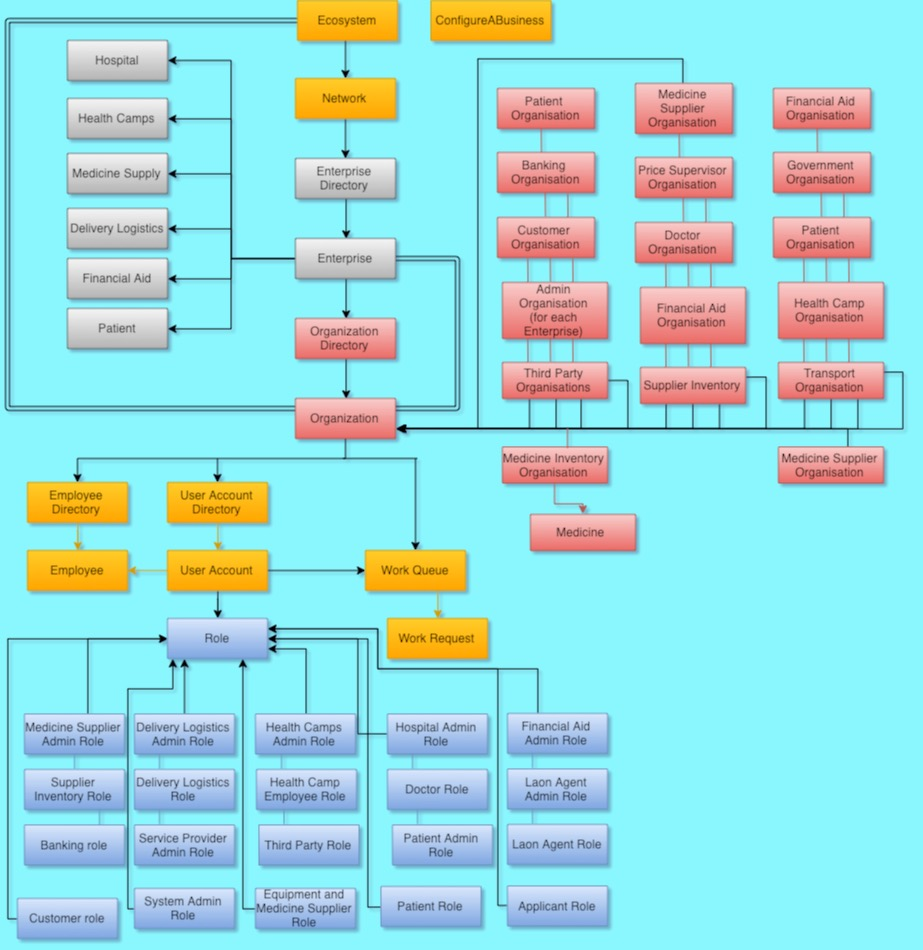 Ecosystem
ConfigureABusiness
Hospital
Health Camps
Medicine Supply
Delivery Logistics
Financial Aid
Patient
Network
Enterprise
Directory
Enterprise
Organization
Directory
Organization
Patient
Organisation
Banking
Organisation
Customer
Organisation
Admin
Organisation
(for each
Enterprise)
Third Party
Organisations
Medicine Inventory
Organisation
Medicine
Medicine
Supplier
Organisation
Price Supervisor
Organisation
Doctor
Organisation
Financial Aid
Organisation
Supplier Inventory
Financial Aid
Organisation
Government
Organisation
Patient
Organisation
Health Camp
Organisation
Transport
Organisation
Medicine Supplier
Organisation
Employee
Directory
User Account
Directory
Employee
User Account
Work Queue
Role
Work Request
Medicine Supplier
Admin Role
Delivery Logistics
Admin Role
Health Camps
Admin Role
Hospital Admin
Role
Financial Aid
Admin Role
Supplier
Inventory Role
Delivery Logistics
Role
Health Camp
Employee Role
Doctor Role
Laon Agent
Admin Role
Banking role
Service Provider
Admin Role
Third Party Role
Patient Admin
Role
Laon Agent Role
Customer role
System Admin
Role
Equipment and
Medicine Supplier
Role
Patient Role
Applicant Role